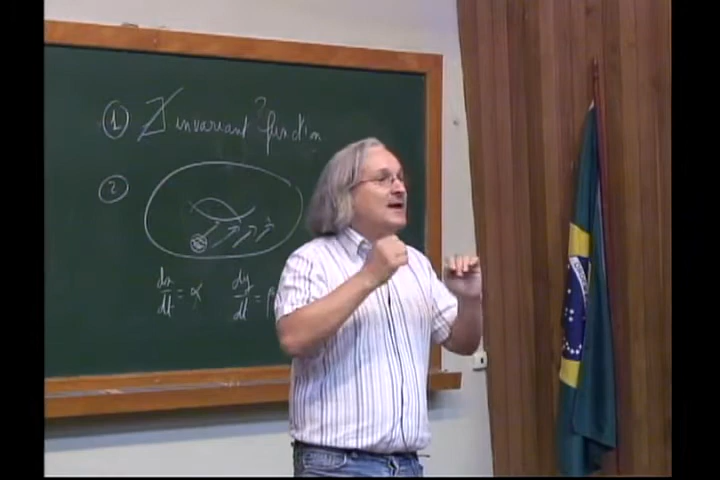 ① ∄ invariant function
②
dx/dt = α dy/dt = β